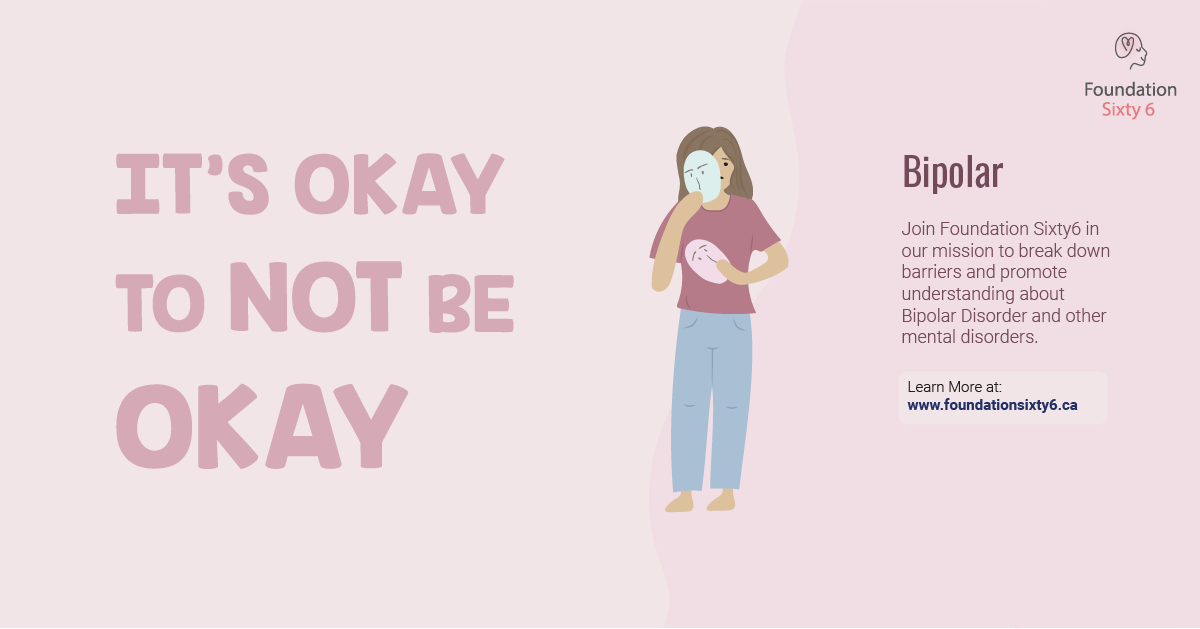 IT'S OKAY
TO NOT BE
OKAY
Foundation
Sixty 6
Bipolar
Join Foundation Sixty6 in
our mission to break down
barriers and promote
understanding about
Bipolar Disorder and other
mental disorders.
Learn More at:
www.foundationsixty6.ca